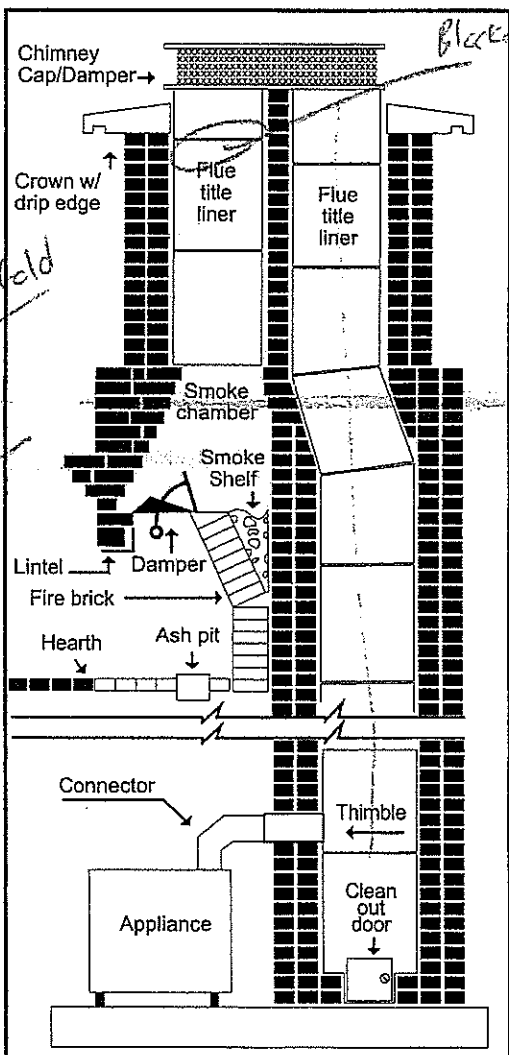 Chimney
Cap/Damper
Crown w/
drip edge
Flue
title
liner
Flue
title
liner
Smoke
chamber
Smoke
Shelf
Lintel
Damper
Fire brick
Hearth
Ash pit
Connector
Thimble
Appliance
Clean
out
door